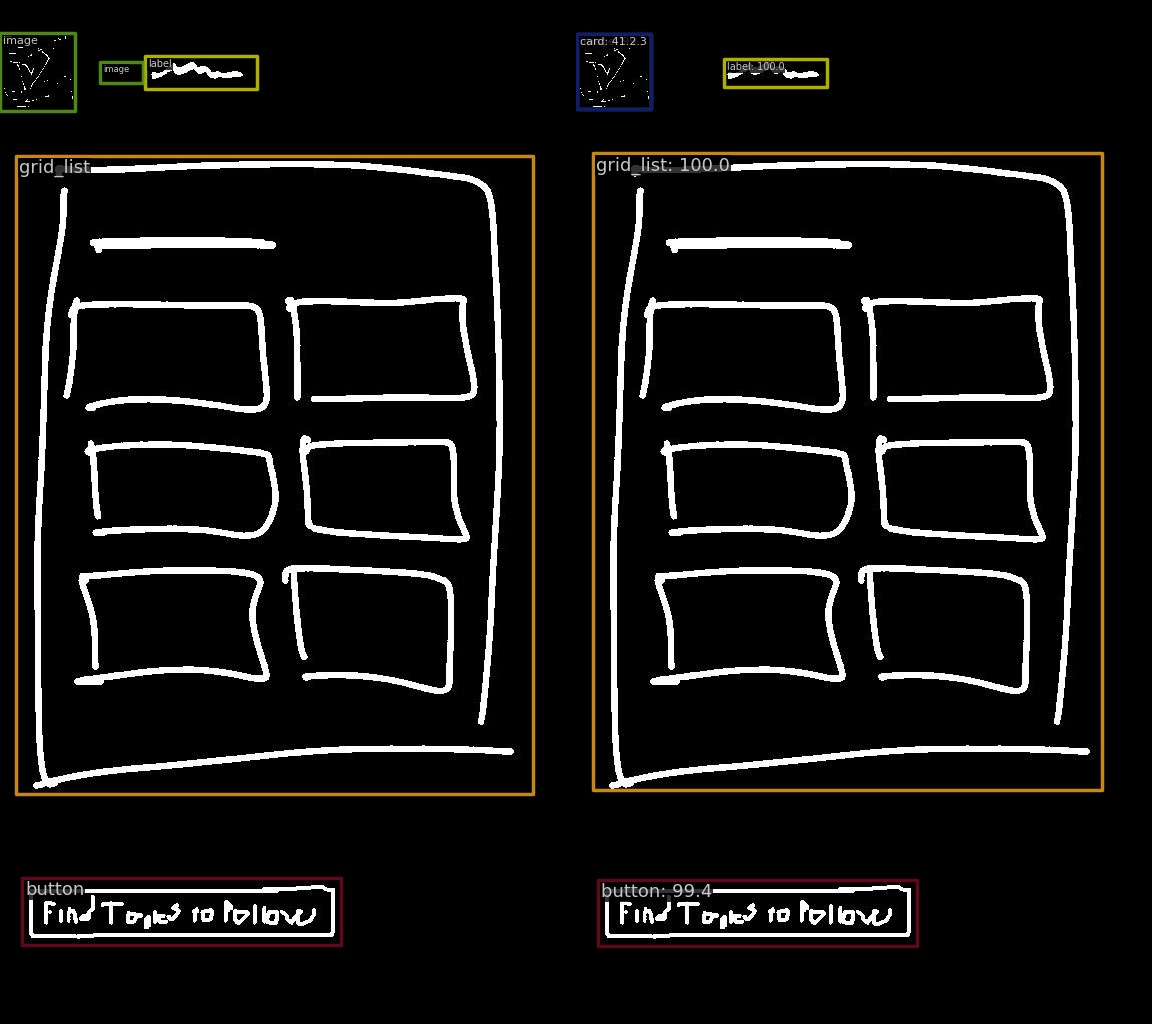 image
card: 41.2.3
image
label
label: 100.0
grid_list
grid_list: 100.0
button
button: 99.4
Find Topics to Follow
Find Topics to Follow